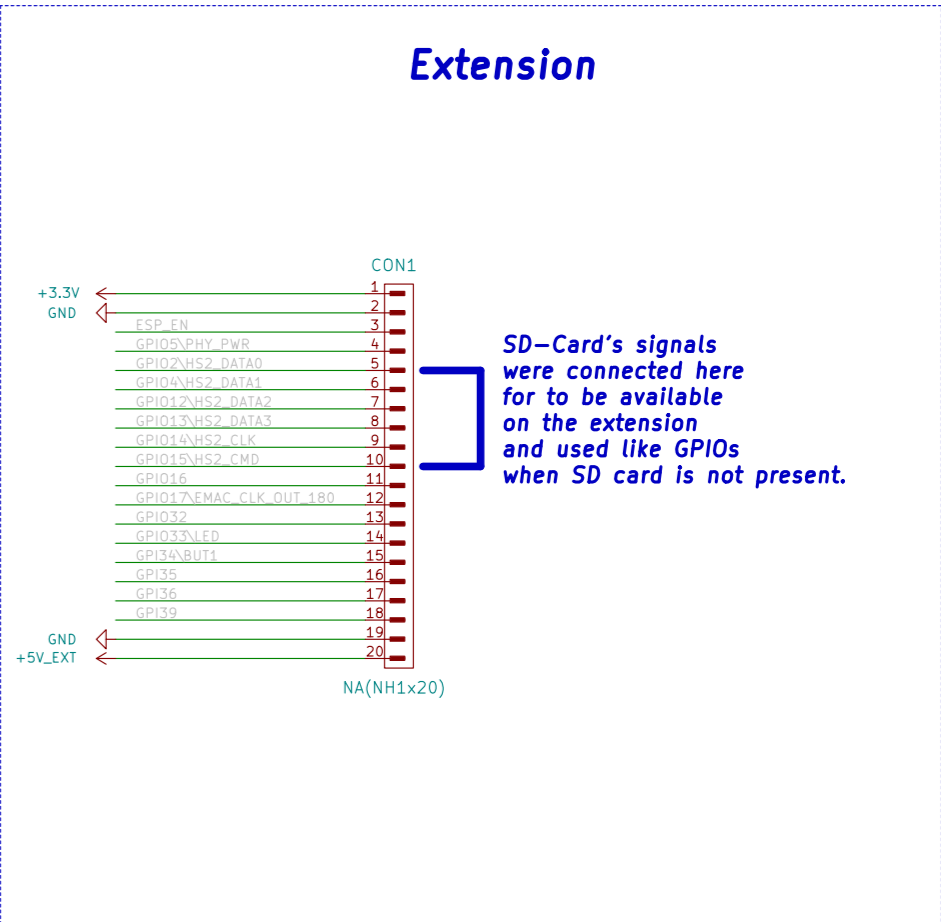 Extension
CON1
+3.3V 1
GND 2
ESP_EN 3
GPIO5\PHY_PWR 4
GPIO2\HS2_DATA0 5
GPIO4\HS2_DATA1 6
GPIO12\HS2_DATA2 7
GPIO13\HS2_DATA3 8
GPIO14\HS2_CLK 9
GPIO15\HS2_CMD 10
GPIO16 11
GPIO17\EMAC_CLK_OUT_180 12
GPIO32 13
GPIO33\LED 14
GPI34\BUT1 15
GPI35 16
GPI36 17
GPI39 18
GND 19
+5V_EXT 20
NA(NH1x20)
SD-Card's signals
were connected here
for to be available
on the extension
and used like GPIOs
when SD card is not present.